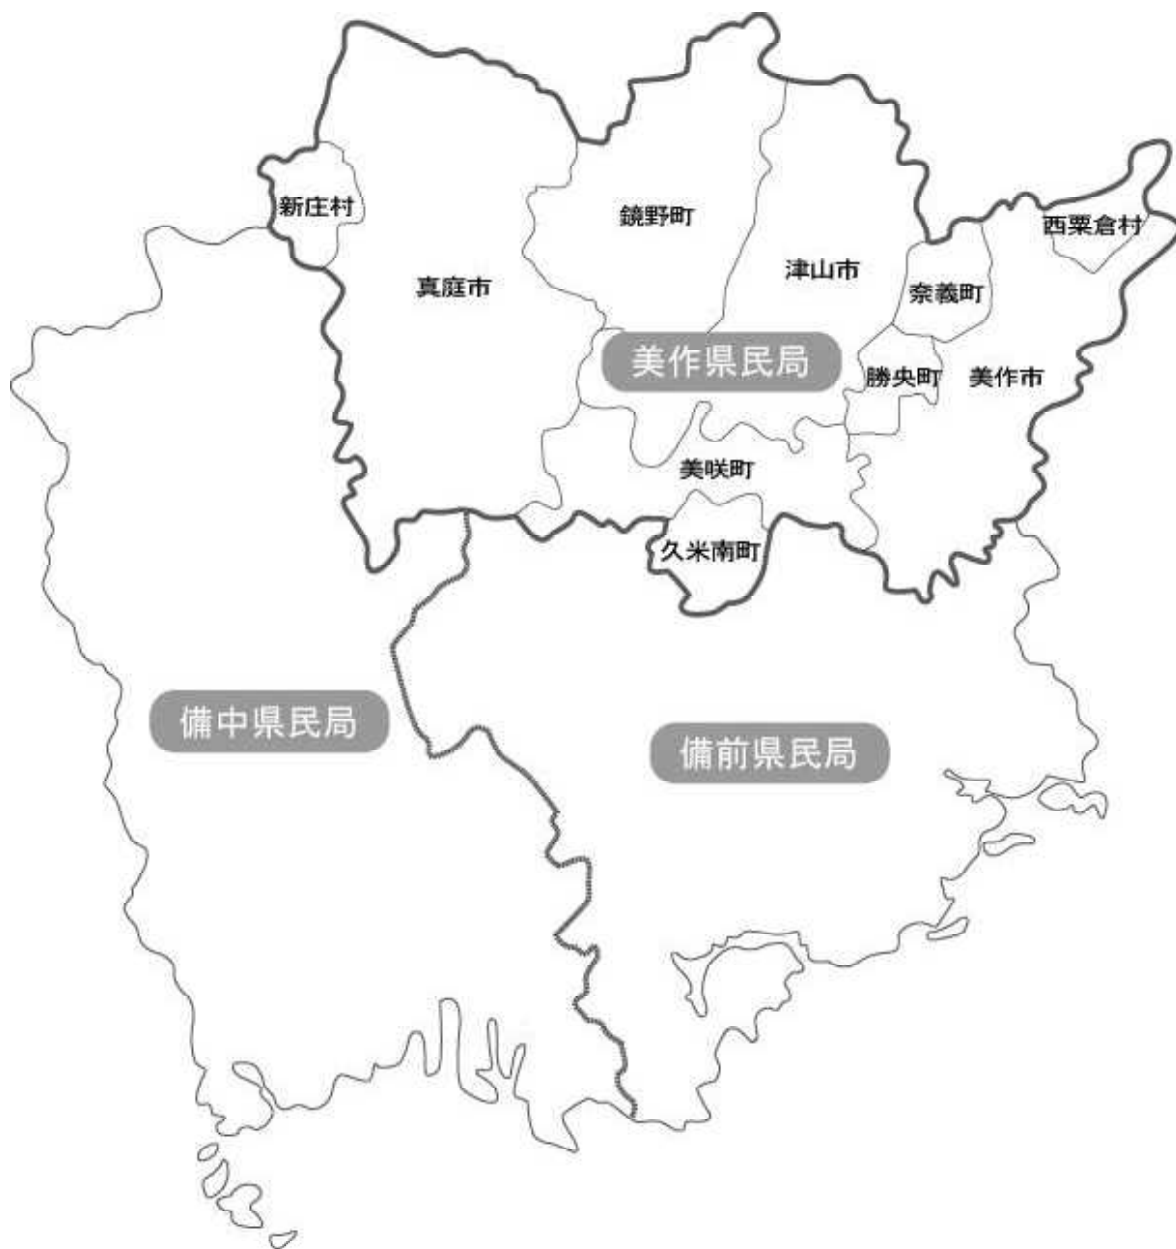 新庄村
鏡野町
西粟倉村
津山市
真庭市
奈義町
美作県民局
勝央町
美作市
美咲町
久米南町
備中県民局
備前県民局